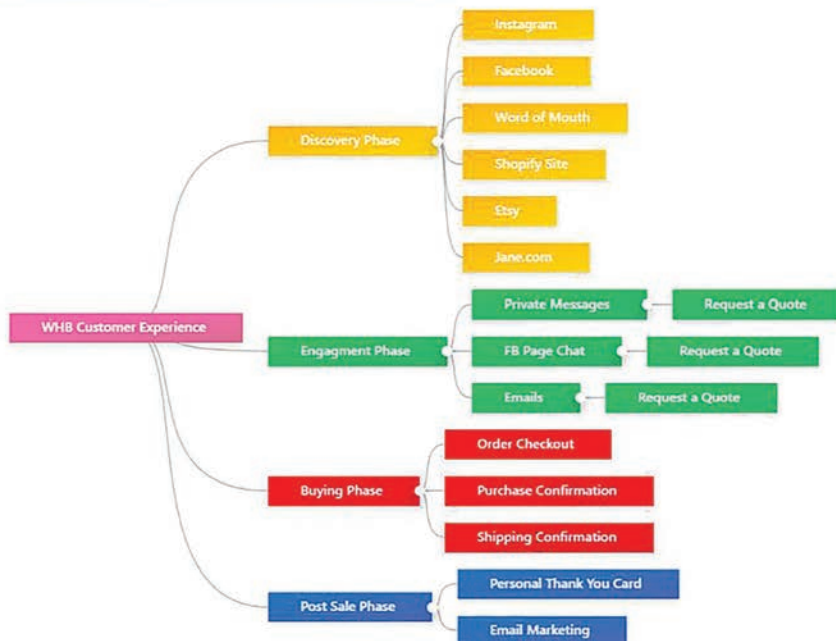 WHB Customer Experience
Discovery Phase
Instagram
Facebook
Word of Mouth
Shopify Site
Etsy
Jane.com
Engagment Phase
Private Messages
Request a Quote
FB Page Chat
Request a Quote
Emails
Request a Quote
Buying Phase
Order Checkout
Purchase Confirmation
Shipping Confirmation
Post Sale Phase
Personal Thank You Card
Email Marketing